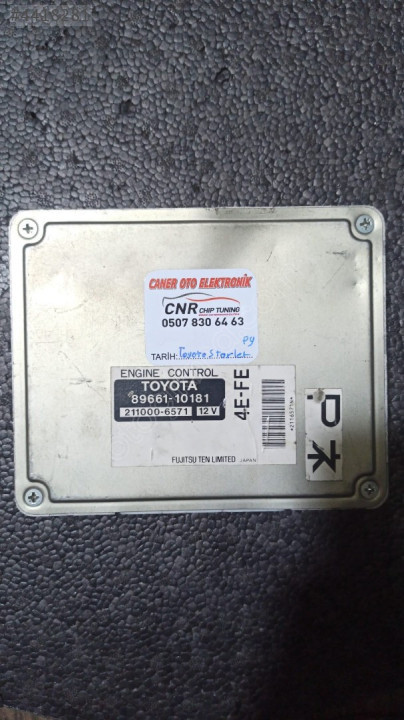 CANER OTO ELEKTRONİK
CNR CHIP TUNING
0507 830 64 63
TARİH: Toyota Starlet
ENGINE CONTROL
TOYOTA
89661-10181
211000-6571 12V
4E-FE
FUJITSU TEN LIMITED JAPAN